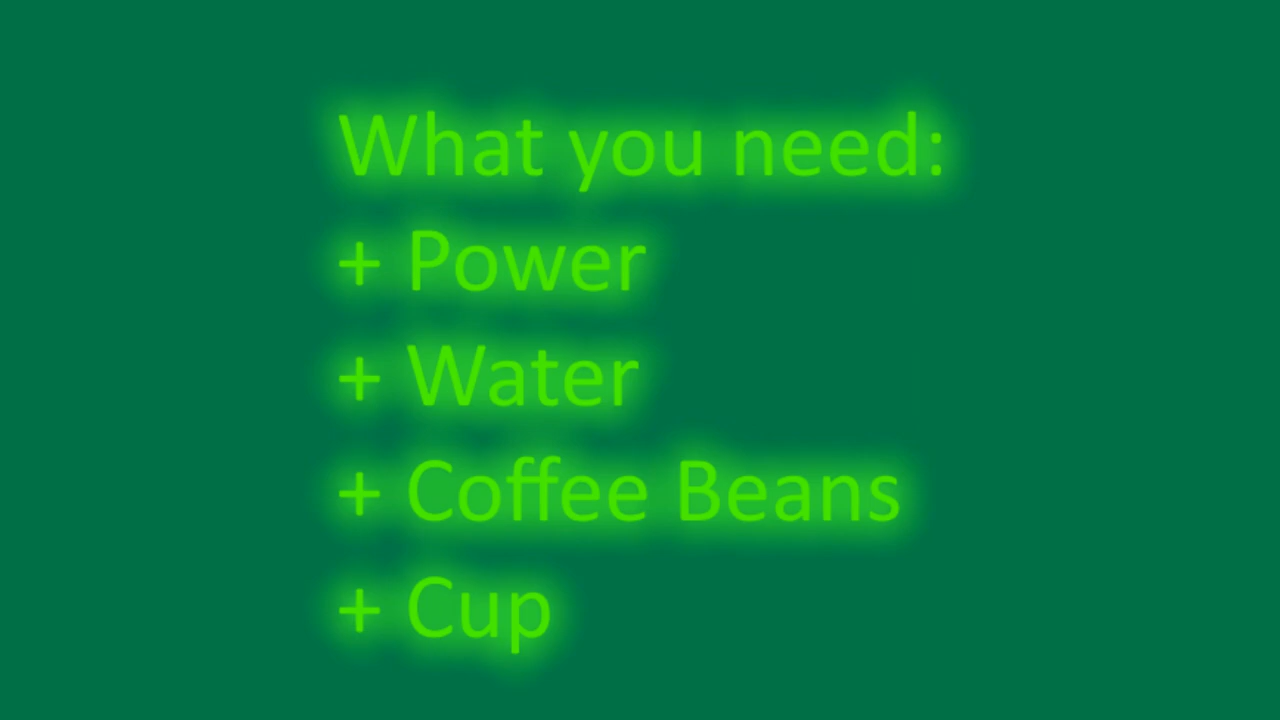 What you need:
+ Power
+ Water
+ Coffee Beans
+ Cup